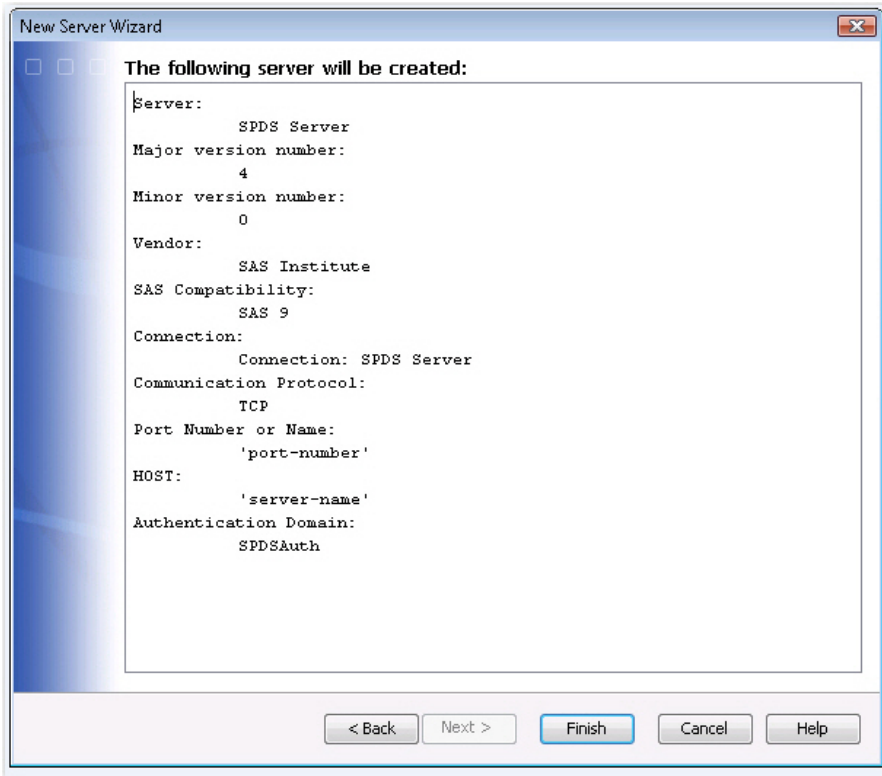 New Server Wizard
The following server will be created:
Server:
SPDS Server
Major version number:
4
Minor version number:
0
Vendor:
SAS Institute
SAS Compatibility:
SAS 9
Connection:
Connection: SPDS Server
Communication Protocol:
TCP
Port Number or Name:
'port-number'
HOST:
'server-name'
Authentication Domain:
SPDSAuth
< Back Next > Finish Cancel Help